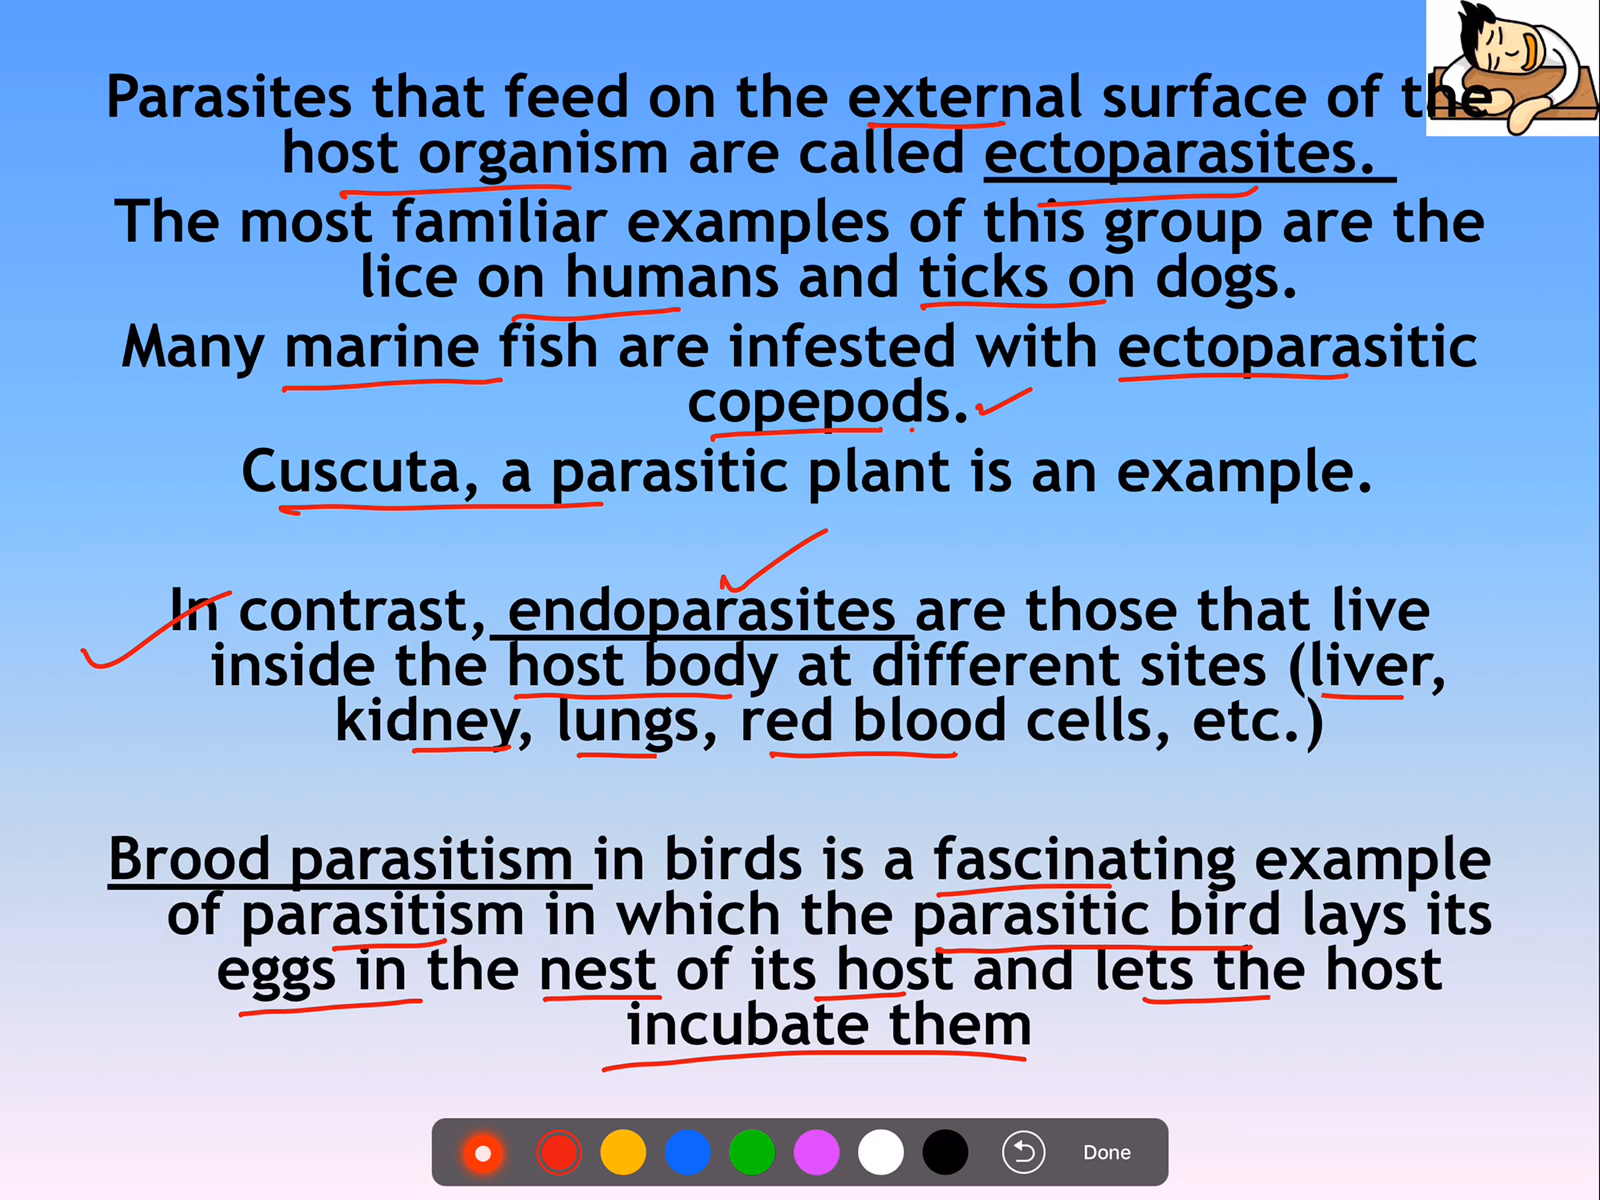 Parasites that feed on the external surface of the
host organism are called ectoparasites.
The most familiar examples of this group are the
lice on humans and ticks on dogs.
Many marine fish are infested with ectoparasitic
copepods.
Cuscuta, a parasitic plant is an example.
In contrast, endoparasites are those that live
inside the host body at different sites (liver,
kidney, lungs, red blood cells, etc.)
Brood parasitism in birds is a fascinating example
of parasitism in which the parasitic bird lays its
eggs in the nest of its host and lets the host
incubate them
Done